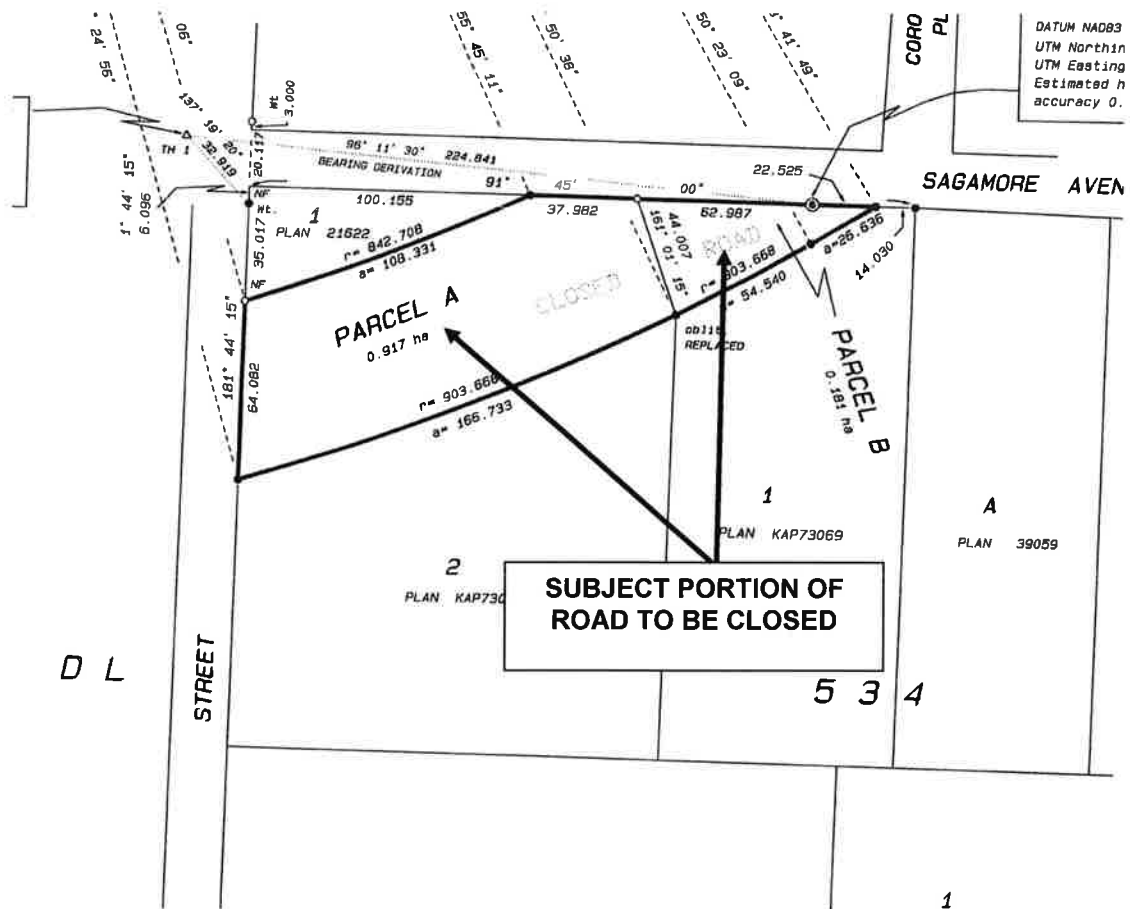 ° 24' 56"
06"
55° 45' 11"
50' 38"
50° 23' 09"
41' 49"
CORO
PL
DATUM NAD83
UTM Northin
UTM Easting
Estimated h
accuracy 0.
Wt
3.000
137° 19' 20"
32.919
TH 1
20.117
96° 11' 30" 224.841
BEARING DERIVATION
1° 44' 15"
6.096
NF
Wt.
91° 45' 00"
22.525
SAGAMORE AVEN
100.155
37.982
62.987
1
PLAN 21622
35.017
NF
r= 842.708
a= 108.331
44.007
161° 01' 15"
ROAD
CLOSED
r= 903.668
= 54.540
a=26.636
14.030
PARCEL A
0.917 ha
oblit.
REPLACED
PARCEL B
0.181 ha
181° 44' 15"
64.082
r= 903.668
a= 166.733
1
PLAN KAP73069
A
PLAN 39059
2
PLAN KAP730
SUBJECT PORTION OF
ROAD TO BE CLOSED
D L
5 3 4
STREET
1